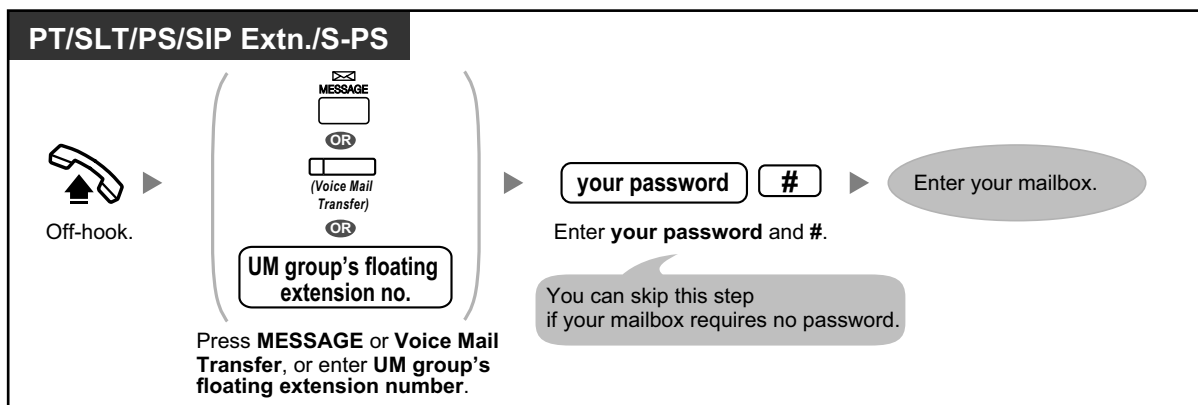 PT/SLT/PS/SIP Extn./S-PS
Off-hook.
MESSAGE
OR
(Voice Mail
Transfer)
OR
UM group's floating
extension no.
Press MESSAGE or Voice Mail
Transfer, or enter UM group's
floating extension number.
your password #
Enter your password and #.
You can skip this step
if your mailbox requires no password.
Enter your mailbox.